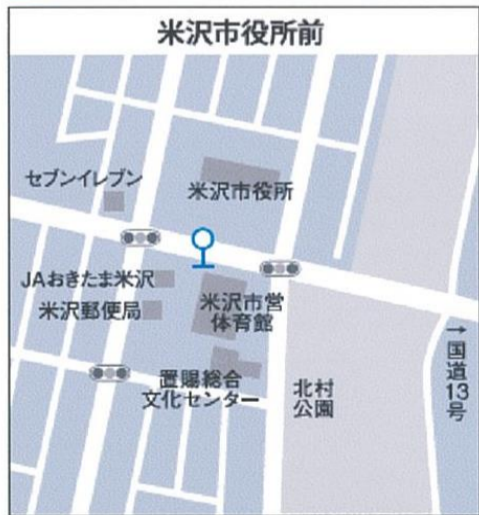 米沢市役所前
セブンイレブン
米沢市役所
JAおきたま米沢
米沢郵便局
米沢市営
体育館
置賜総合
文化センター
北村
公園
→国道13号